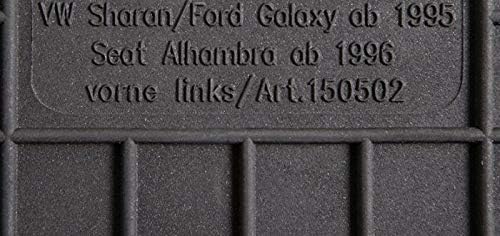 VW Sharan/Ford Galaxy ab 1995
Seat Alhambra ab 1996
vorne links/Art.150502